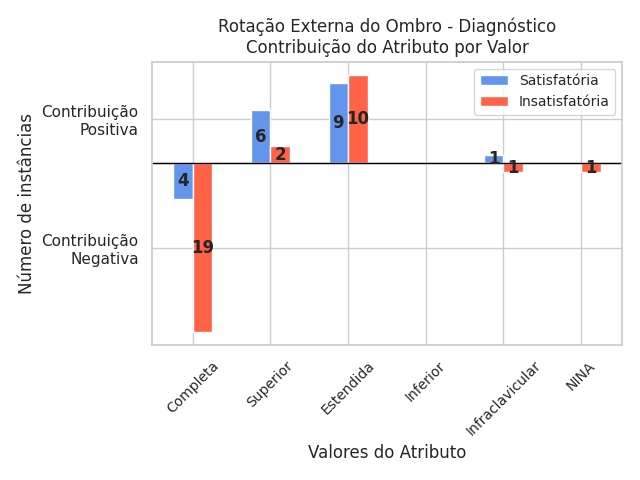 Rotação Externa do Ombro - Diagnóstico
Contribuição do Atributo por Valor
Satisfatória
Insatisfatória
Contribuição
Positiva
Contribuição
Negativa
Número de instâncias
4
19
6
2
9
10
1
1
1
Completa
Superior
Estendida
Inferior
Infraclavicular
NINA
Valores do Atributo